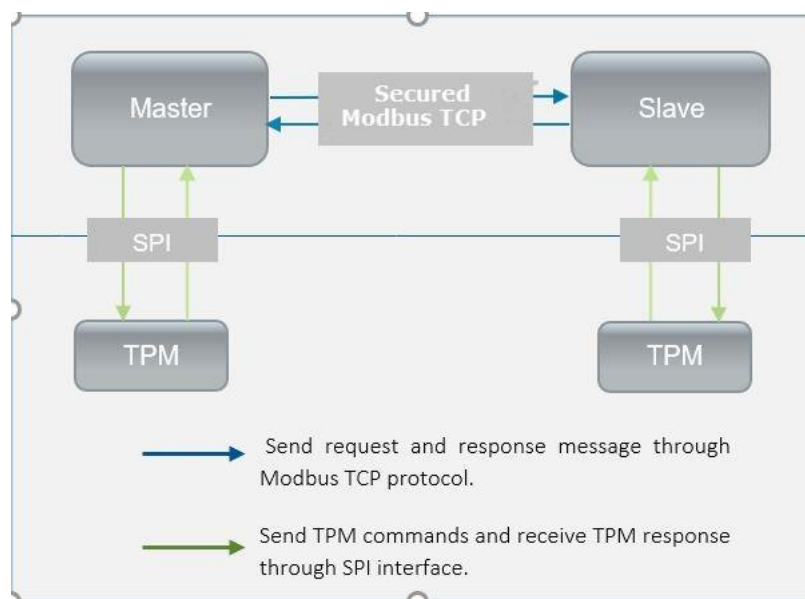 Master
Secured
Modbus TCP
Slave
SPI
SPI
TPM
TPM
Send request and response message through
Modbus TCP protocol.
Send TPM commands and receive TPM response
through SPI interface.